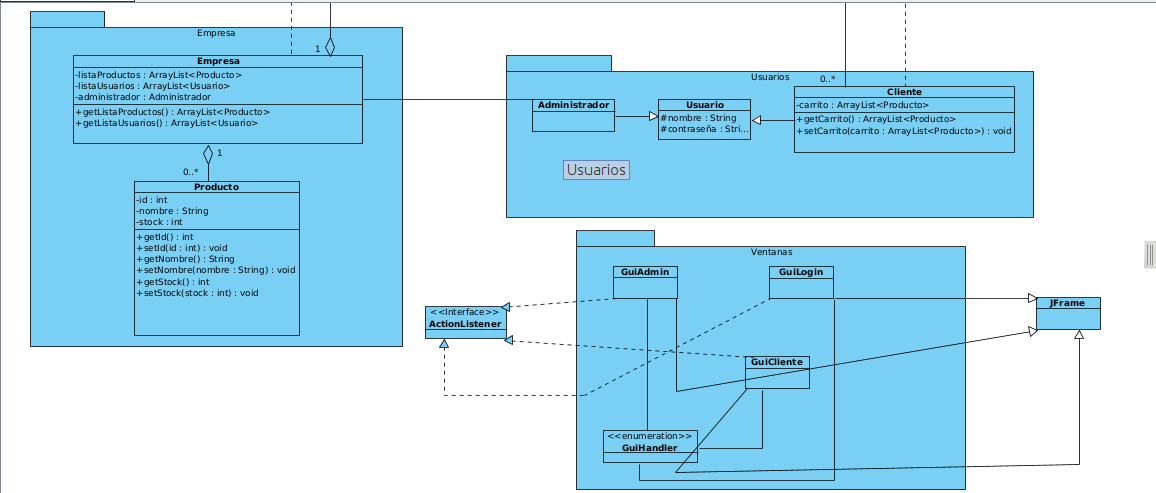 Empresa
1
Empresa
-listaProductos : ArrayList<Producto>
-listaUsuarios : ArrayList<Usuario>
-administrador : Administrador
+getListaProductos() : ArrayList<Producto>
+getListaUsuarios() : ArrayList<Usuario>
1
0..*
Producto
-id : int
-nombre : String
-stock : int
+getId() : int
+setId(id : int) : void
+getNombre() : String
+setNombre(nombre : String) : void
+getStock() : int
+setStock(stock : int) : void
Usuarios
0..*
Administrador
Usuario
#nombre : String
#contraseña : Stri...
Cliente
-carrito : ArrayList<Producto>
+getCarrito() : ArrayList<Producto>
+setCarrito(carrito : ArrayList<Producto>) : void
Usuarios
Ventanas
GuiAdmin
GuiLogin
<<Interface>>
ActionListener
JFrame
GuiCliente
<<enumeration>>
GuiHandler